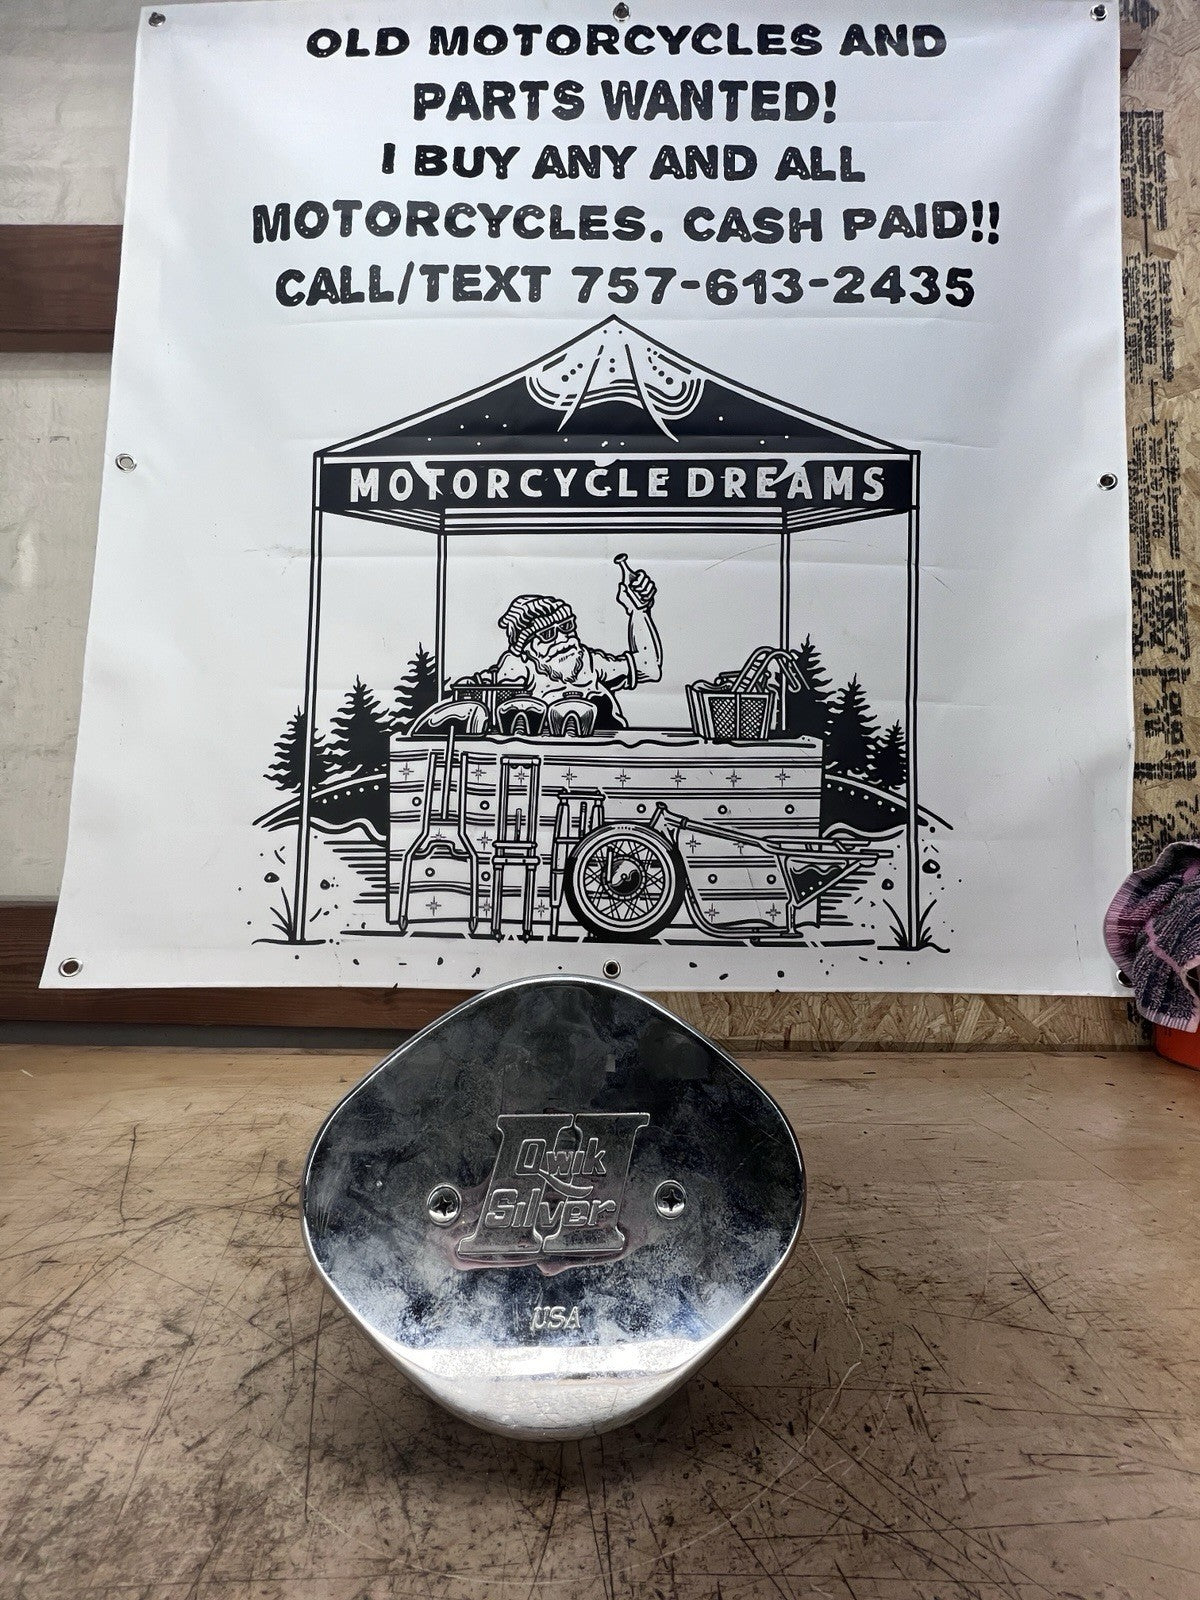 OLD MOTORCYCLES AND
PARTS WANTED!
I BUY ANY AND ALL
MOTORCYCLES. CASH PAID!!
CALL/TEXT 757-613-2435
MOTORCYCLE DREAMS
II
Qwik
Silver
USA